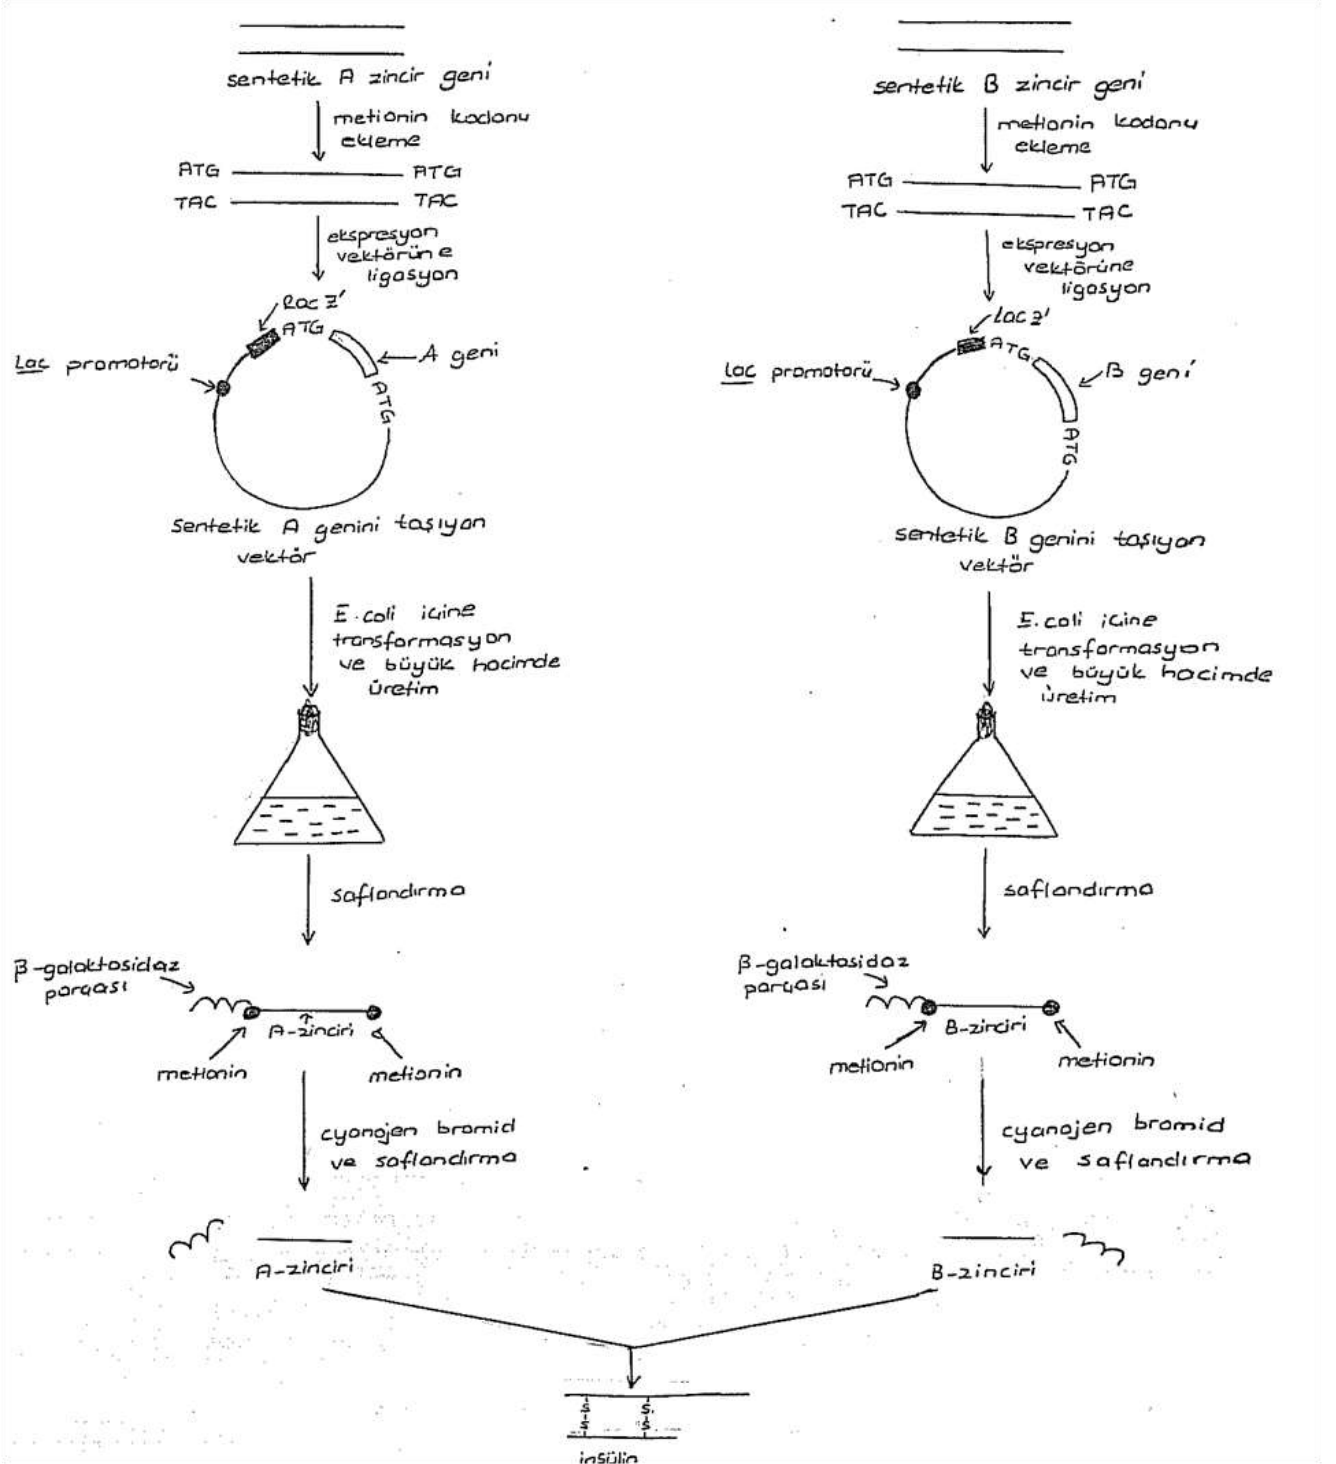 sentetik A zincir geni
metionin kodonu
ekleme
ATG ATG
TAC TAC
ekspresyon
vektörüne
ligasyon
Lac Z'
ATG
A geni
Lac promotorü
ATG
sentetik A genini taşıyan
vektör
E.coli içine
transformasyon
ve büyük hacimde
üretim
saflandırma
β-galaktosidaz
parçası
A-zinciri
metionin metionin
cyanojen bromid
ve saflandırma
A-zinciri
sentetik B zincir geni
metionin kodonu
ekleme
ATG ATG
TAC TAC
ekspresyon
vektörüne
ligasyon
lac z'
ATG
B geni
lac promotorü
ATG
sentetik B genini taşıyan
vektör
E.coli içine
transformasyon
ve büyük hacimde
üretim
saflandırma
β-galaktosidaz
parçası
B-zinciri
metionin metionin
cyanojen bromid
ve saflandırma
B-zinciri
S S
S S
insülin